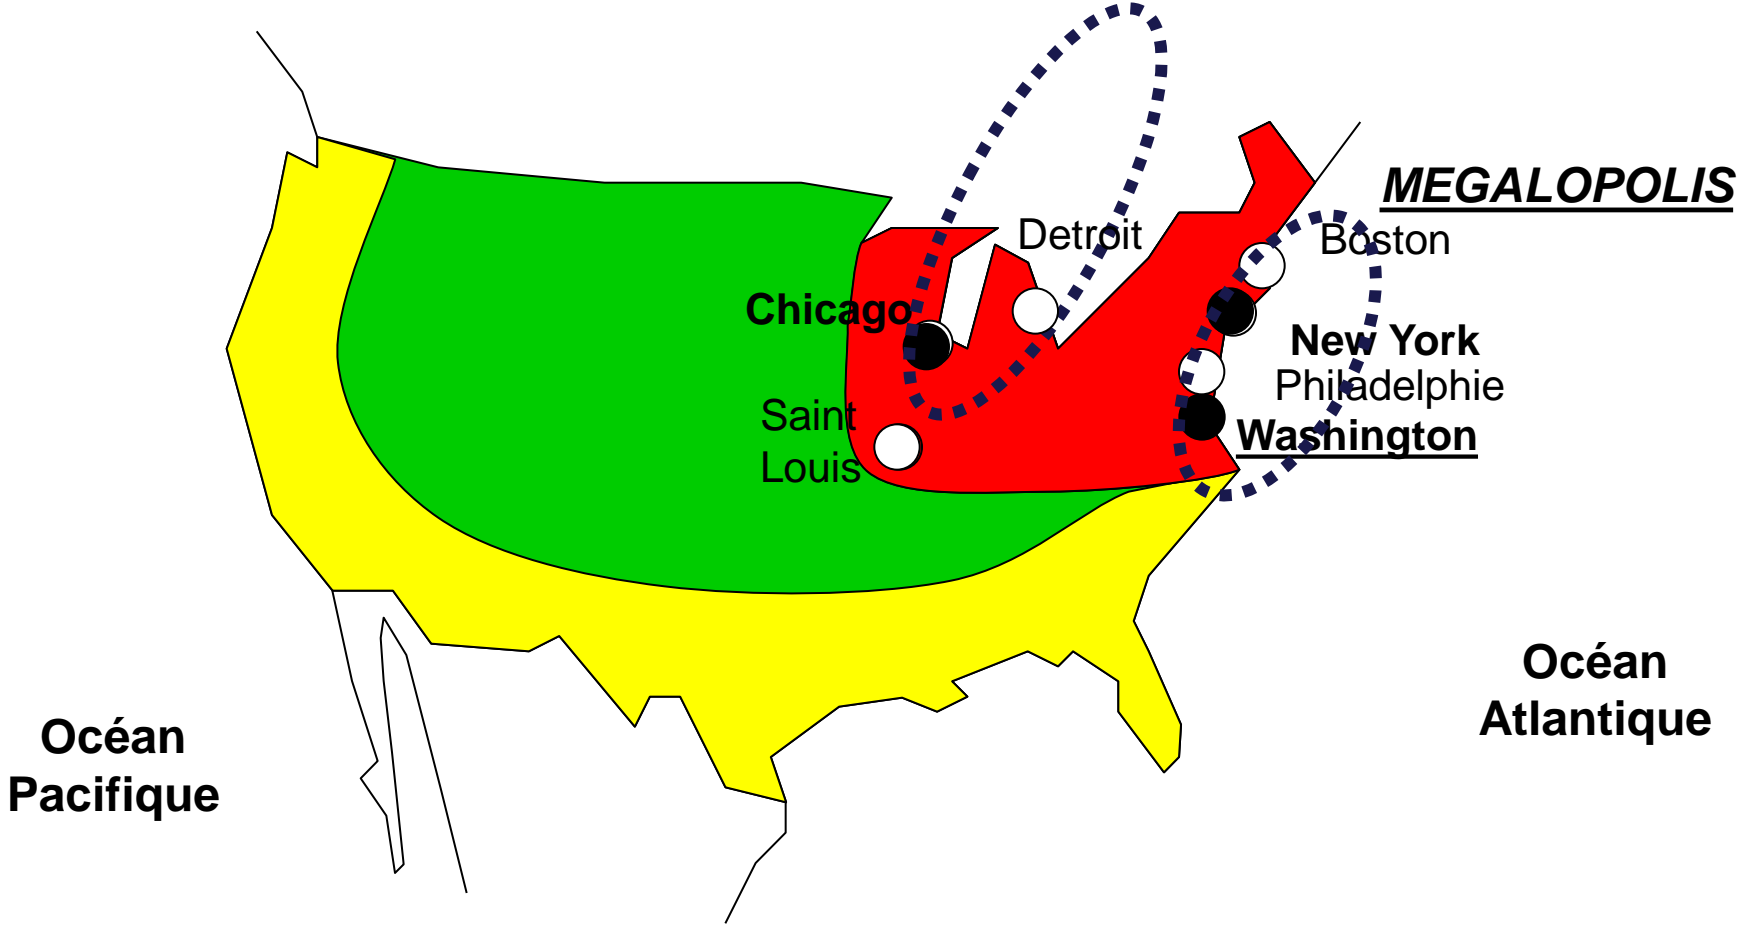 MEGALOPOLIS
Detroit
Boston
Chicago
New York
Philadelphie
Saint
Louis
Washington
Océan
Atlantique
Océan
Pacifique